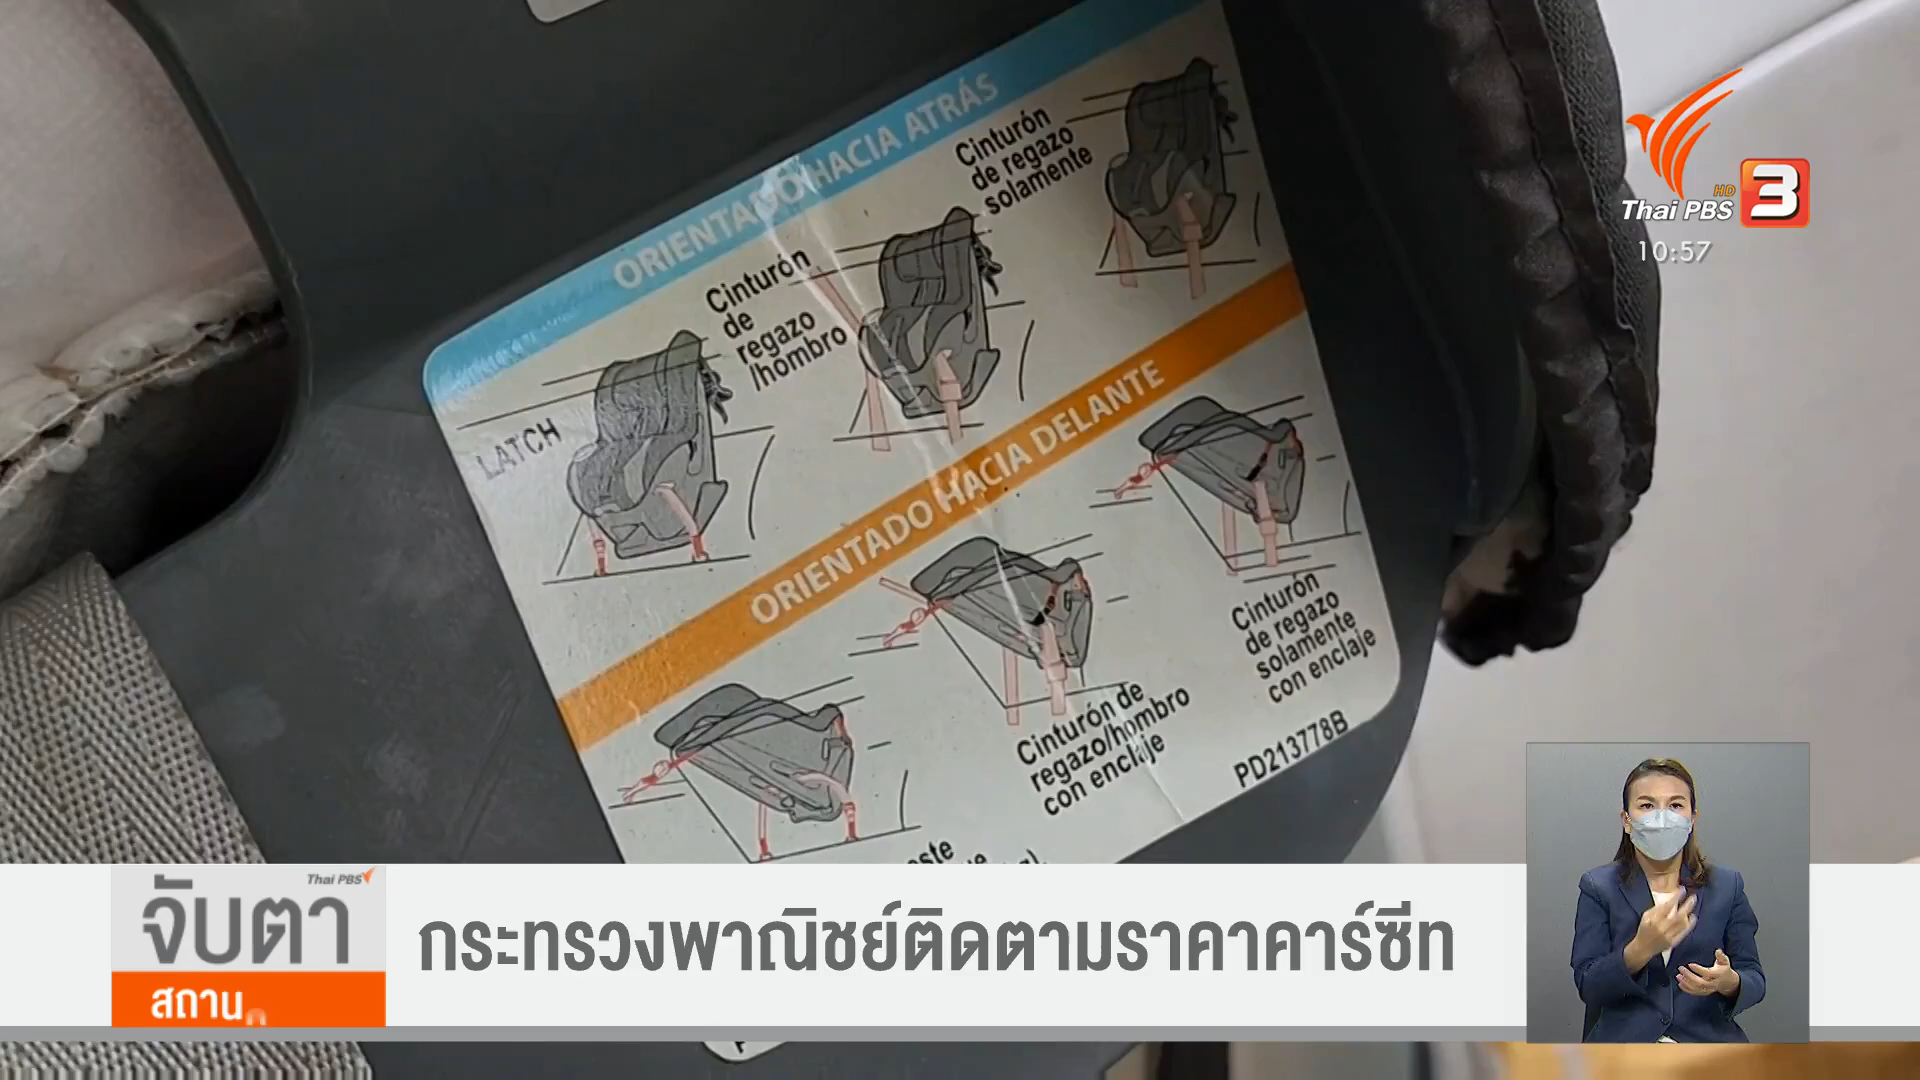 ORIENTADO HACIA ATRÁS
LATCH
Cinturón
de
regazo
/hombro
Cinturón
de regazo
solamente
ORIENTADO HACIA DELANTE
Cinturón de
regazo/hombro
con enclaje
Cinturón
de regazo
solamente
con enclaje
PD213778B
Thai PBS
HD
3
10:57
Thai PBS
จับตา
สถาน
กระทรวงพาณิชย์ติดตามราคาคาร์ซีท